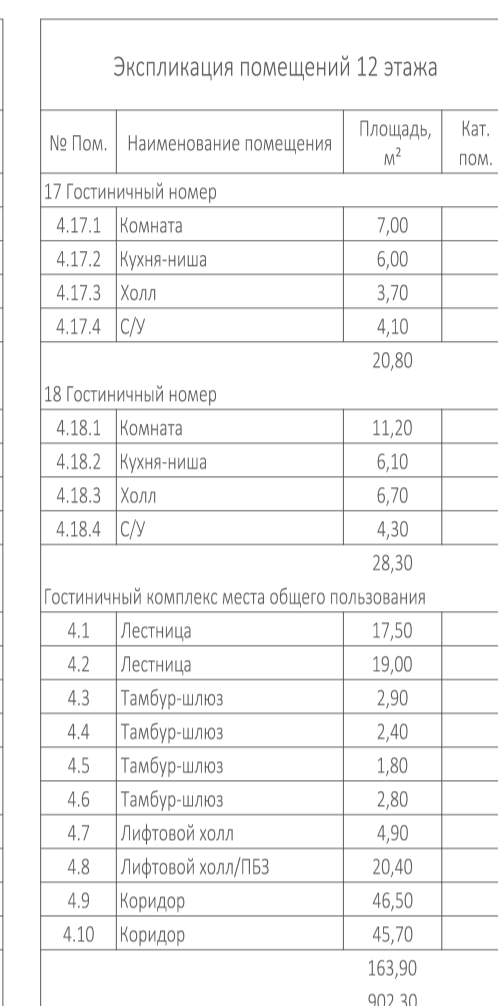 Экспликация помещений 12 этажа
№ Пом. Наименование помещения Площадь, м² Кат. пом.
17 Гостиничный номер
4.17.1 Комната 7,00
4.17.2 Кухня-ниша 6,00
4.17.3 Холл 3,70
4.17.4 С/У 4,10
20,80
18 Гостиничный номер
4.18.1 Комната 11,20
4.18.2 Кухня-ниша 6,10
4.18.3 Холл 6,70
4.18.4 С/У 4,30
28,30
Гостиничный комплекс места общего пользования
4.1 Лестница 17,50
4.2 Лестница 19,00
4.3 Тамбур-шлюз 2,90
4.4 Тамбур-шлюз 2,40
4.5 Тамбур-шлюз 1,80
4.6 Тамбур-шлюз 2,80
4.7 Лифтовой холл 4,90
4.8 Лифтовой холл/ПБЗ 20,40
4.9 Коридор 46,50
4.10 Коридор 45,70
163,90
902,30